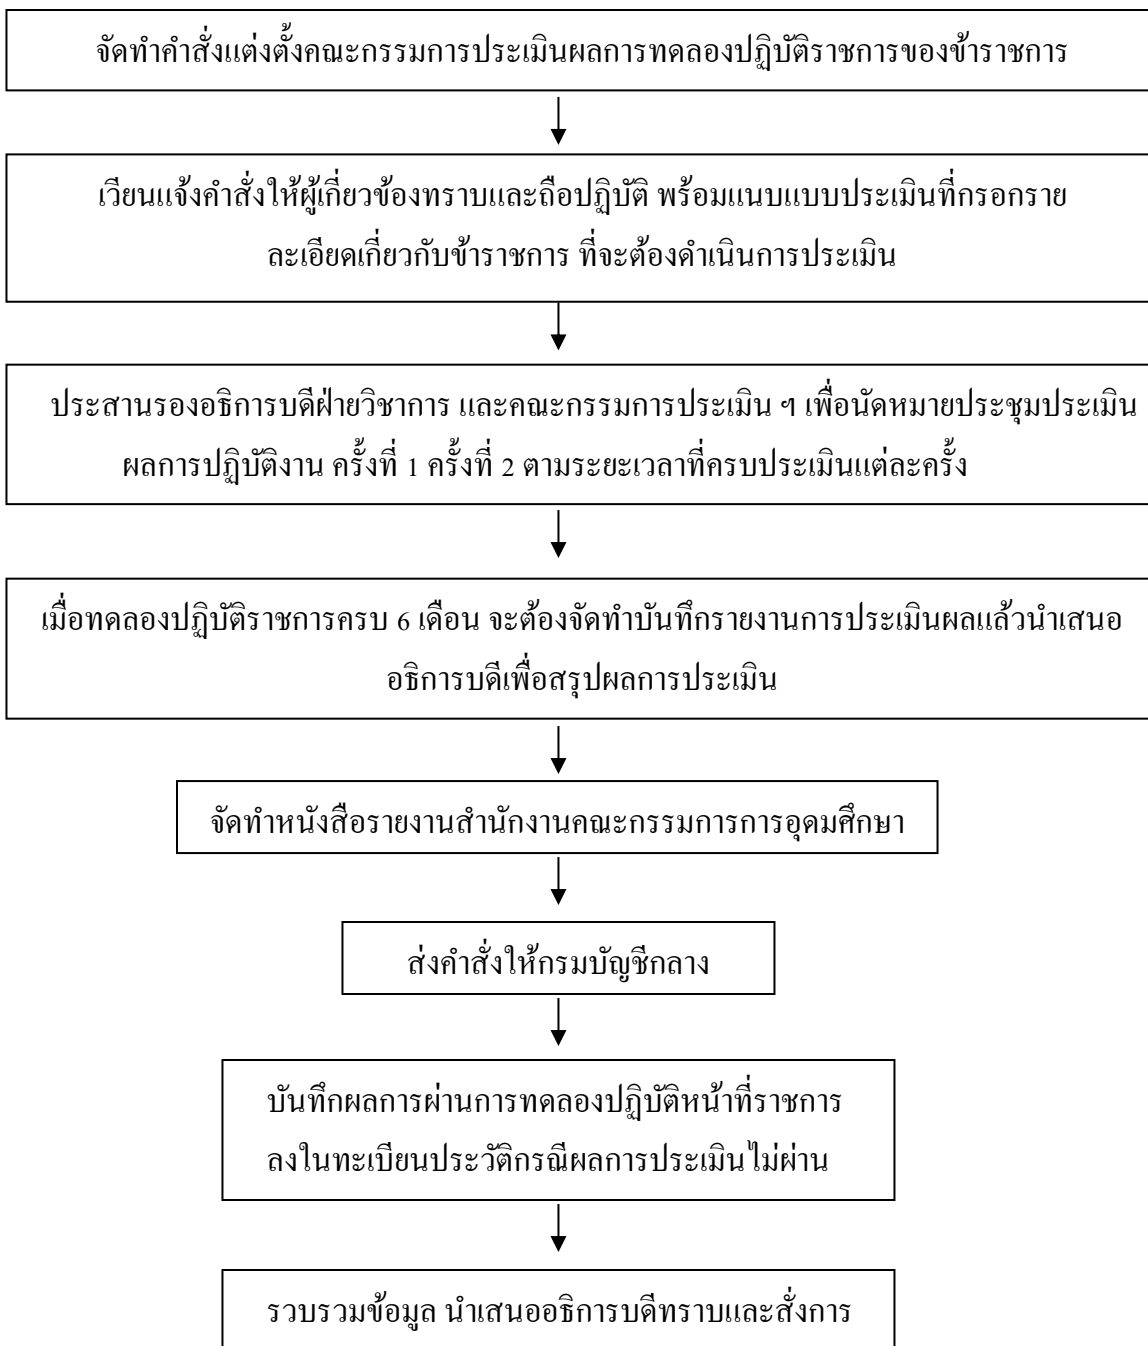 จัดทำคำสั่งแต่งตั้งคณะกรรมการประเมินผลการทดลองปฏิบัติราชการของข้าราชการ
เวียนแจ้งคำสั่งให้ผู้เกี่ยวข้องทราบและถือปฏิบัติ พร้อมแนบแบบประเมินที่กรอกราย
ละเอียดเกี่ยวกับข้าราชการ ที่จะต้องดำเนินการประเมิน
ประสานรองอธิการบดีฝ่ายวิชาการ และคณะกรรมการประเมิน ฯ เพื่อนัดหมายประชุมประเมิน
ผลการปฏิบัติงาน ครั้งที่ 1 ครั้งที่ 2 ตามระยะเวลาที่ครบประเมินแต่ละครั้ง
เมื่อทดลองปฏิบัติราชการครบ 6 เดือน จะต้องจัดทำบันทึกรายงานการประเมินผลแล้วนำเสนอ
อธิการบดีเพื่อสรุปผลการประเมิน
จัดทำหนังสือรายงานสำนักงานคณะกรรมการการอุดมศึกษา
ส่งคำสั่งให้กรมบัญชีกลาง
บันทึกผลการผ่านการทดลองปฏิบัติหน้าที่ราชการ
ลงในทะเบียนประวัติกรณีผลการประเมินไม่ผ่าน
รวบรวมข้อมูล นำเสนออธิการบดีทราบและสั่งการ